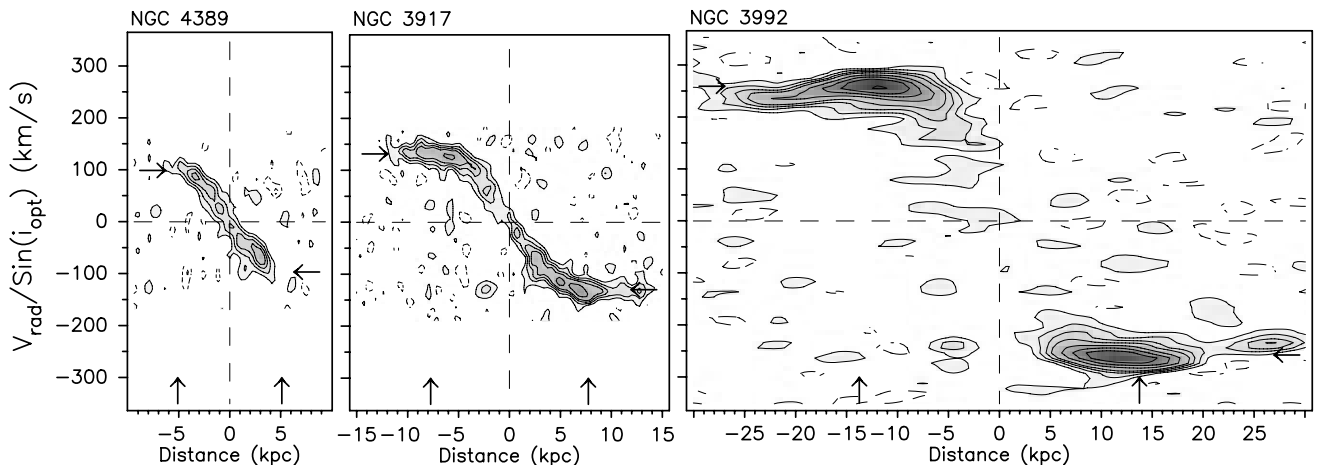 NGC 4389
NGC 3917
NGC 3992
V_rad/Sin(i_opt) (km/s)
300
200
100
0
−100
−200
−300
−5 0 5
−15 −10 −5 0 5 10 15
−25 −20 −15 −10 −5 0 5 10 15 20 25
Distance (kpc)
Distance (kpc)
Distance (kpc)